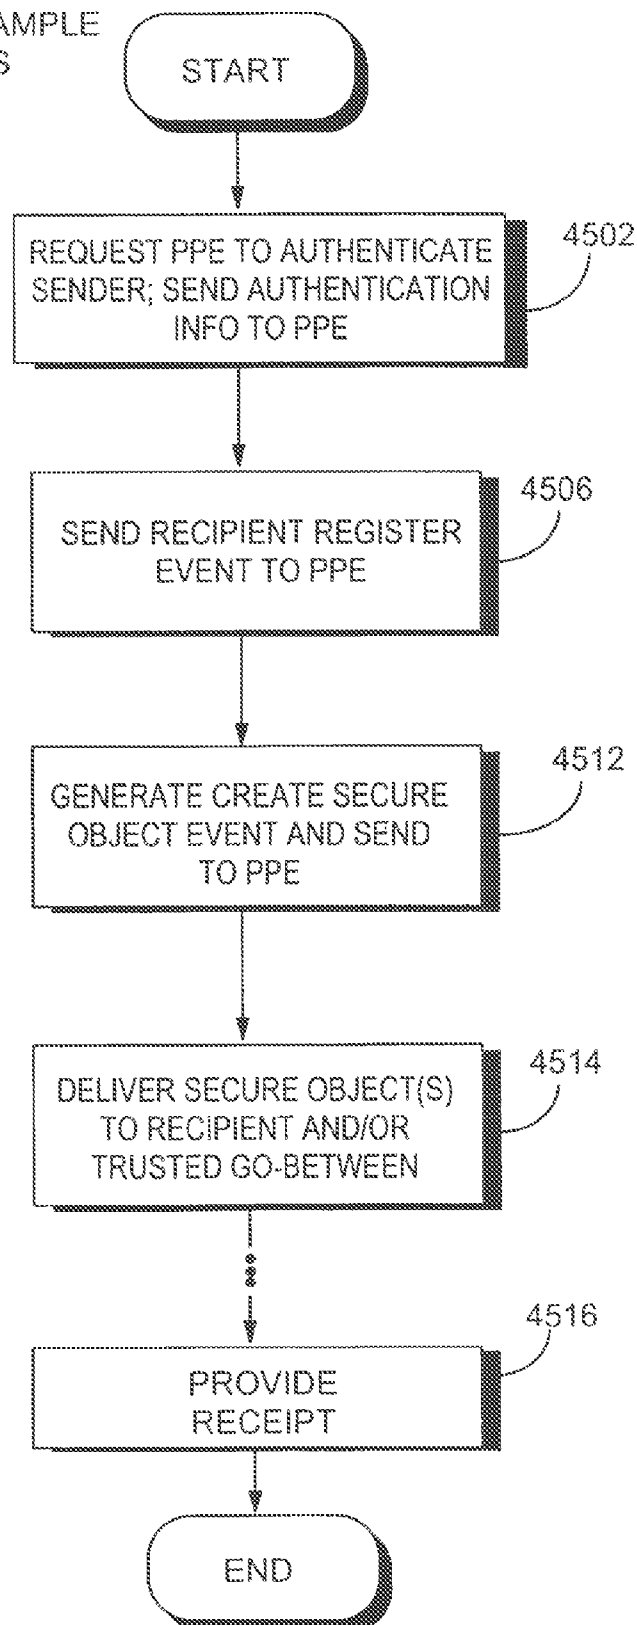 START
REQUEST PPE TO AUTHENTICATE
SENDER; SEND AUTHENTICATION
INFO TO PPE
4502
SEND RECIPIENT REGISTER
EVENT TO PPE
4506
GENERATE CREATE SECURE
OBJECT EVENT AND SEND
TO PPE
4512
DELIVER SECURE OBJECT(S)
TO RECIPIENT AND/OR
TRUSTED GO-BETWEEN
4514
PROVIDE
RECEIPT
4516
END